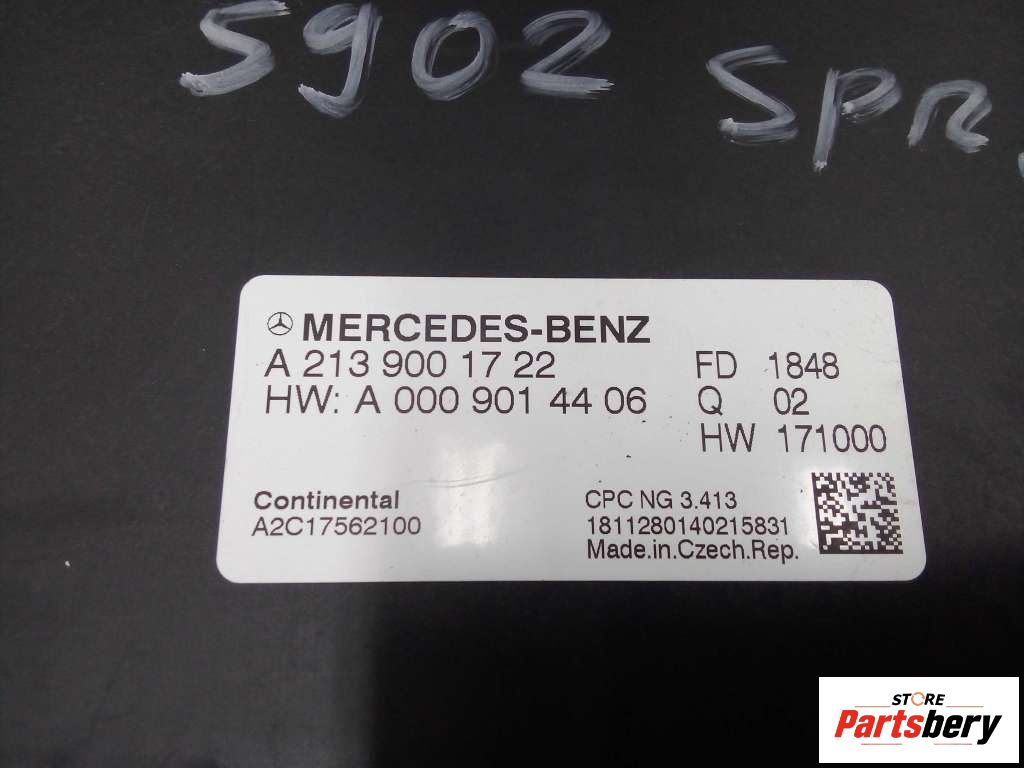 5902 SPR
MERCEDES-BENZ
A 213 900 17 22 FD 1848
HW: A 000 901 44 06 Q 02
HW 171000
Continental CPC NG 3.413
A2C17562100 1811280140215831
Made.in.Czech.Rep.
STORE
Partsbery